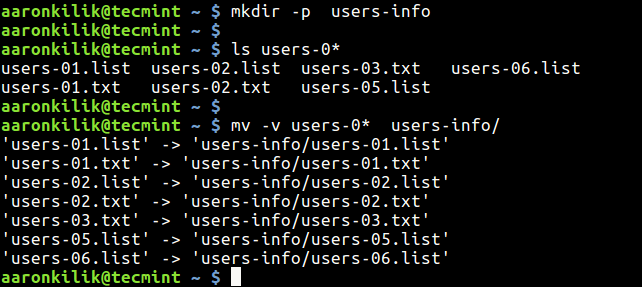 aaronkilik@tecmint ~ $ mkdir -p  users-info
aaronkilik@tecmint ~ $
aaronkilik@tecmint ~ $ ls users-0*
users-01.list  users-02.list  users-03.txt   users-06.list
users-01.txt   users-02.txt   users-05.list
aaronkilik@tecmint ~ $
aaronkilik@tecmint ~ $ mv -v users-0*  users-info/
'users-01.list' -> 'users-info/users-01.list'
'users-01.txt' -> 'users-info/users-01.txt'
'users-02.list' -> 'users-info/users-02.list'
'users-02.txt' -> 'users-info/users-02.txt'
'users-03.txt' -> 'users-info/users-03.txt'
'users-05.list' -> 'users-info/users-05.list'
'users-06.list' -> 'users-info/users-06.list'
aaronkilik@tecmint ~ $